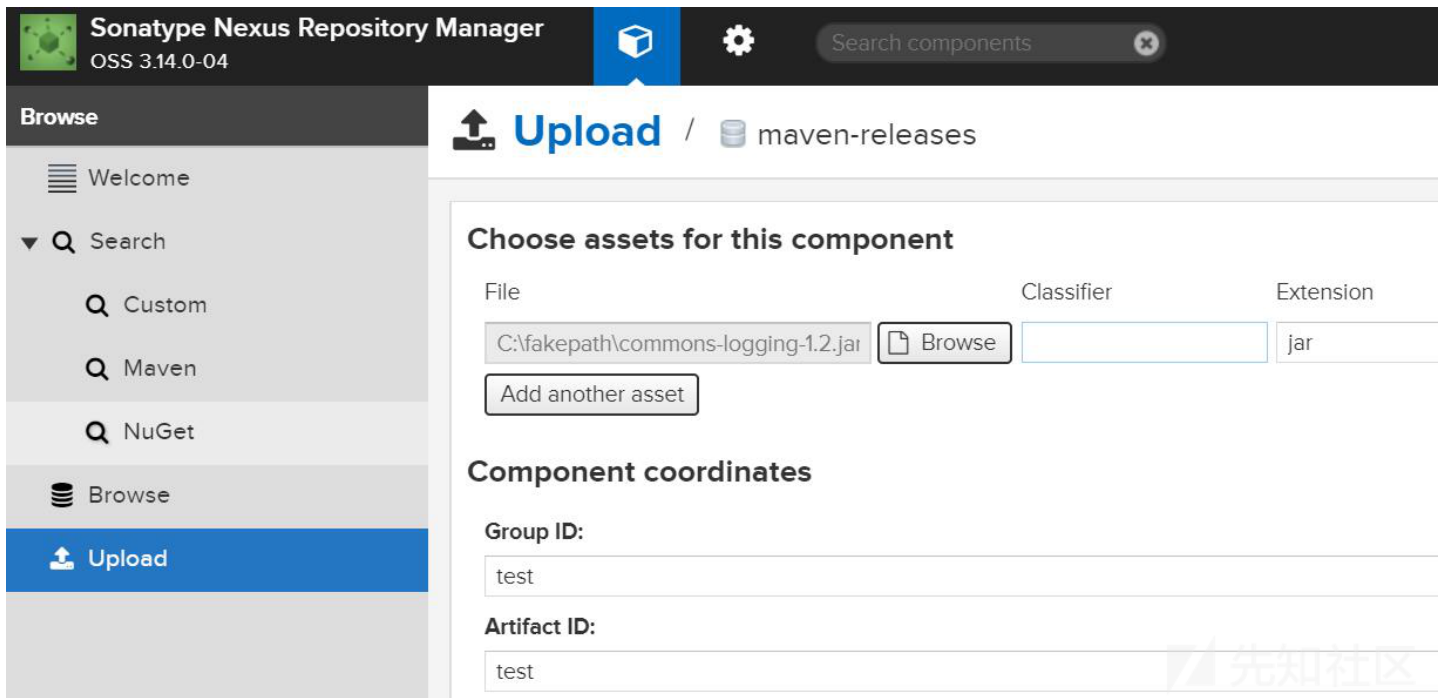 Sonatype Nexus Repository Manager
OSS 3.14.0-04
Search components
Browse
Welcome
Search
Custom
Maven
NuGet
Browse
Upload
Upload / maven-releases
Choose assets for this component
File Classifier Extension
C:\fakepath\commons-logging-1.2.jar Browse jar
Add another asset
Component coordinates
Group ID:
test
Artifact ID:
test
先知社区